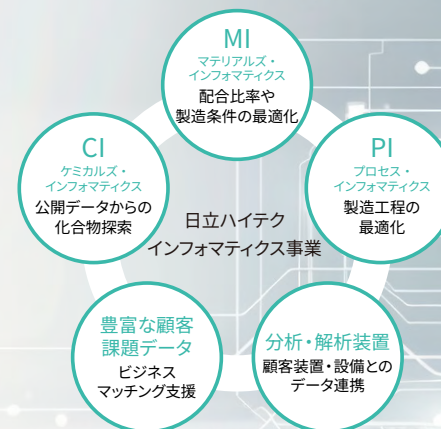 MI
マテリアルズ・
インフォマティクス
配合比率や
製造条件の最適化
CI
ケミカルズ・
インフォマティクス
公開データからの
化合物探索
PI
プロセス・
インフォマティクス
製造工程の
最適化
日立ハイテク
インフォマティクス事業
豊富な顧客
課題データ
ビジネス
マッチング支援
分析・解析装置
顧客装置・設備との
データ連携